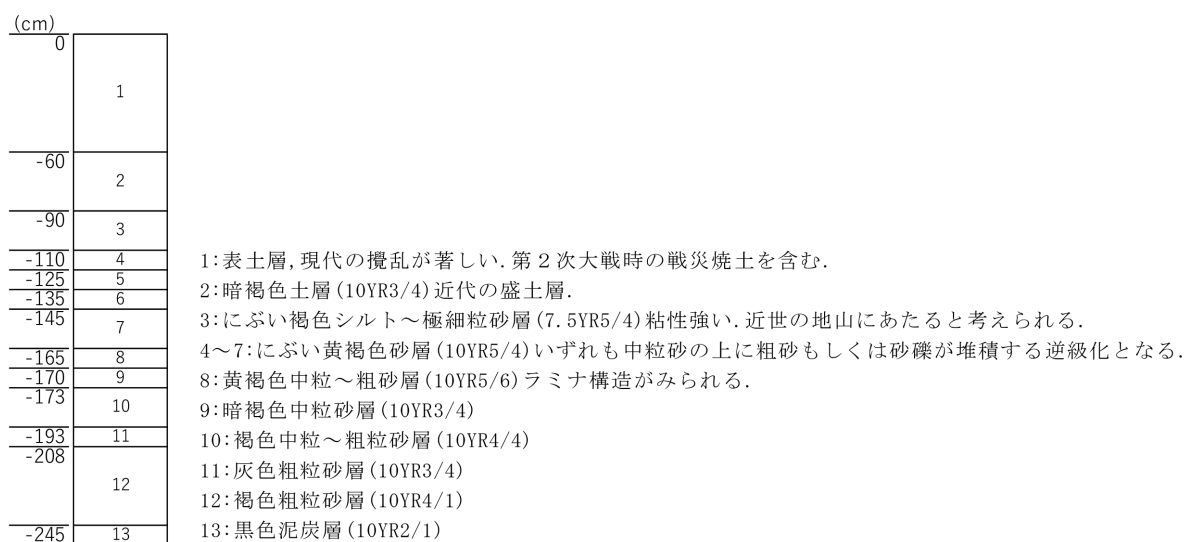 (cm)
0
1
-60
2
-90
3
-110
4
-125
5
-135
6
-145
7
-165
8
-170
9
-173
10
-193
11
-208
12
-245
13
1:表土層,現代の攪乱が著しい.第２次大戦時の戦災焼土を含む.
2:暗褐色土層(10YR3/4)近代の盛土層.
3:にぶい褐色シルト～極細粒砂層(7.5YR5/4)粘性強い.近世の地山にあたると考えられる.
4～7:にぶい黄褐色砂層(10YR5/4)いずれも中粒砂の上に粗砂もしくは砂礫が堆積する逆級化となる.
8:黄褐色中粒～粗砂層(10YR5/6)ラミナ構造がみられる.
9:暗褐色中粒砂層(10YR3/4)
10:褐色中粒～粗粒砂層(10YR4/4)
11:灰色粗粒砂層(10YR3/4)
12:褐色粗粒砂層(10YR4/1)
13:黒色泥炭層(10YR2/1)